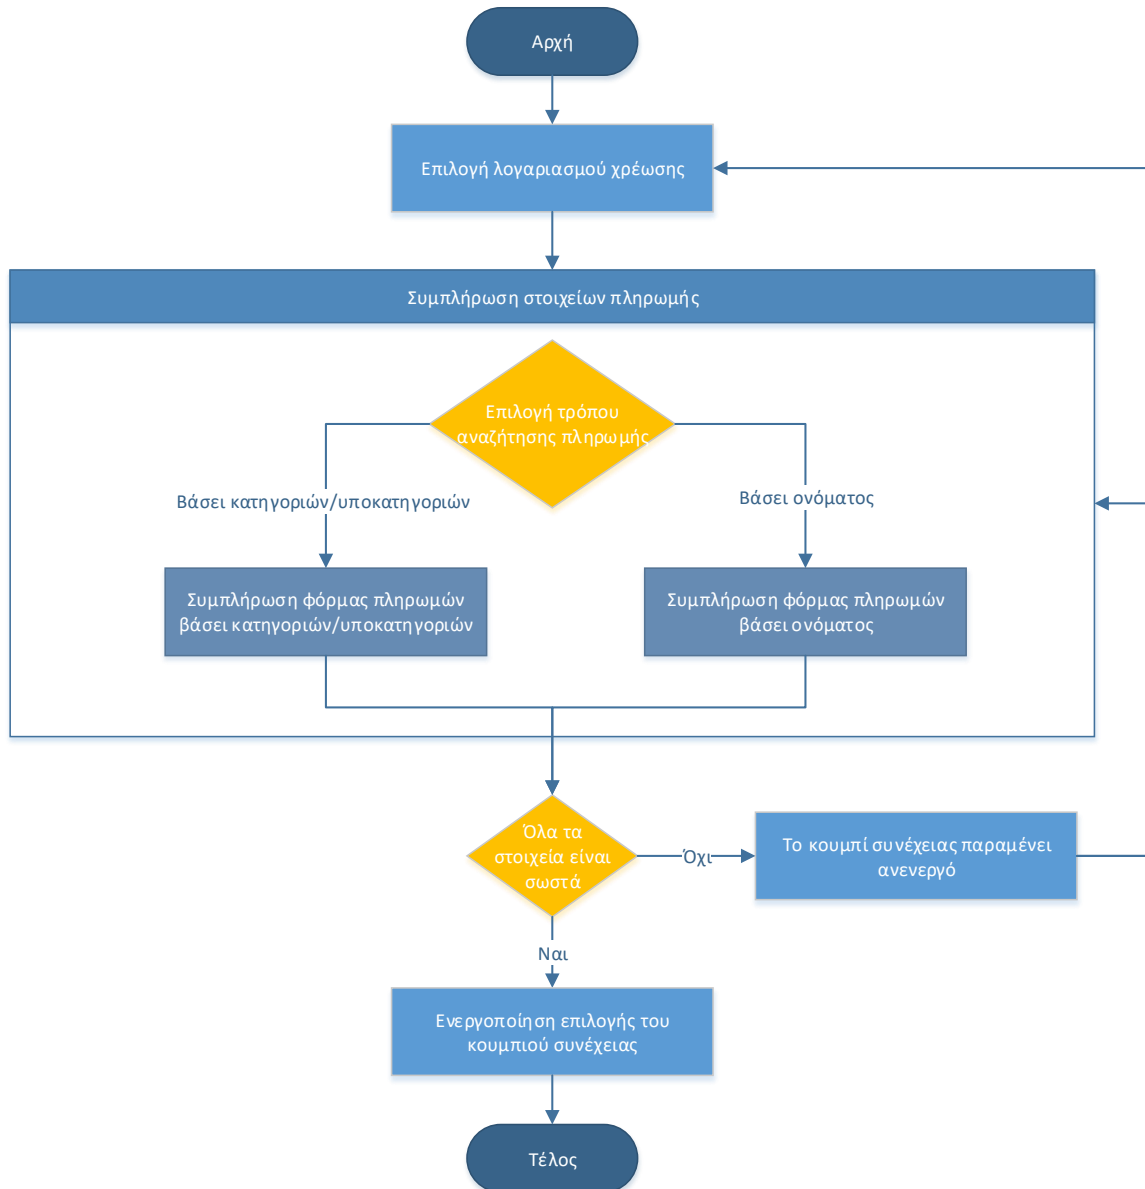 Αρχή
Επιλογή λογαριασμού χρέωσης
Συμπλήρωση στοιχείων πληρωμής
Επιλογή τρόπου
αναζήτησης πληρωμής
Βάσει κατηγοριών/υποκατηγοριών
Βάσει ονόματος
Συμπλήρωση φόρμας πληρωμών
βάσει κατηγοριών/υποκατηγοριών
Συμπλήρωση φόρμας πληρωμών
βάσει ονόματος
Όλα τα
στοιχεία είναι
σωστά
Όχι
Το κουμπί συνέχειας παραμένει
ανενεργό
Ναι
Ενεργοποίηση επιλογής του
κουμπιού συνέχειας
Τέλος